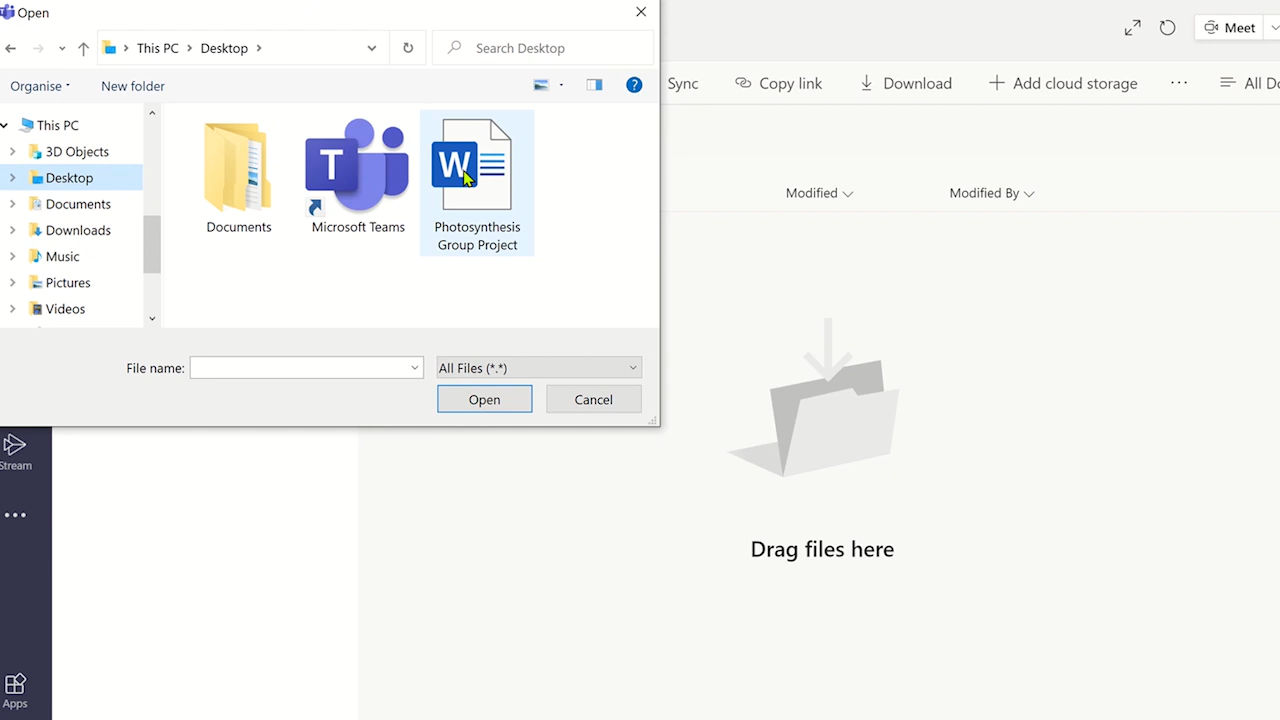 Open
This PC
Desktop
Search Desktop
Organise
New folder
This PC
3D Objects
Desktop
Documents
Downloads
Music
Pictures
Videos
Documents
T
Microsoft Teams
W
Photosynthesis
Group Project
File name:
All Files (*.*)
Open
Cancel
Meet
Sync
Copy link
Download
Add cloud storage
All Do
Modified
Modified By
Drag files here
Stream
Apps